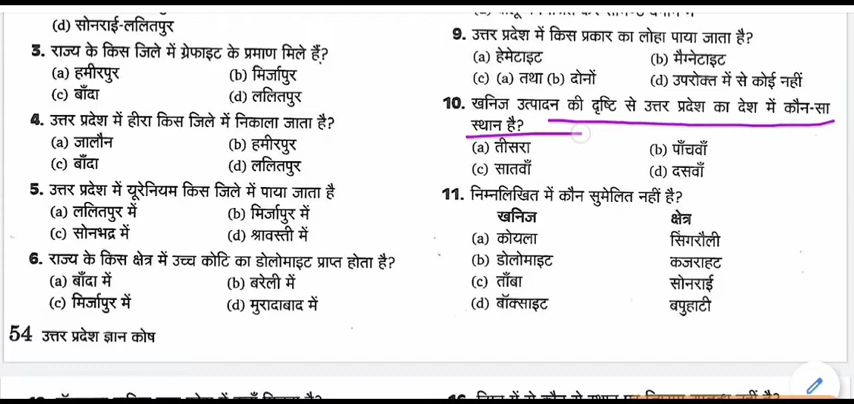 (d) सोनराई-ललितपुर
3. राज्य के किस जिले में ग्रेफाइट के प्रमाण मिले हैं?
(a) हमीरपुर (b) मिर्जापुर
(c) बाँदा (d) ललितपुर
4. उत्तर प्रदेश में हीरा किस जिले में निकाला जाता है?
(a) जालौन (b) हमीरपुर
(c) बाँदा (d) ललितपुर
5. उत्तर प्रदेश में यूरेनियम किस जिले में पाया जाता है
(a) ललितपुर में (b) मिर्जापुर में
(c) सोनभद्र में (d) श्रावस्ती में
6. राज्य के किस क्षेत्र में उच्च कोटि का डोलोमाइट प्राप्त होता है?
(a) बाँदा में (b) बरेली में
(c) मिर्जापुर में (d) मुरादाबाद में
54 उत्तर प्रदेश ज्ञान कोष
9. उत्तर प्रदेश में किस प्रकार का लोहा पाया जाता है?
(a) हेमेटाइट (b) मैग्नेटाइट
(c) (a) तथा (b) दोनों (d) उपरोक्त में से कोई नहीं
10. खनिज उत्पादन की दृष्टि से उत्तर प्रदेश का देश में कौन-सा
स्थान है?
(a) तीसरा (b) पाँचवाँ
(c) सातवाँ (d) दसवाँ
11. निम्नलिखित में कौन सुमेलित नहीं है?
खनिज क्षेत्र
(a) कोयला सिंगरौली
(b) डोलोमाइट कजराहट
(c) ताँबा सोनराई
(d) बॉक्साइट बपुहाटी